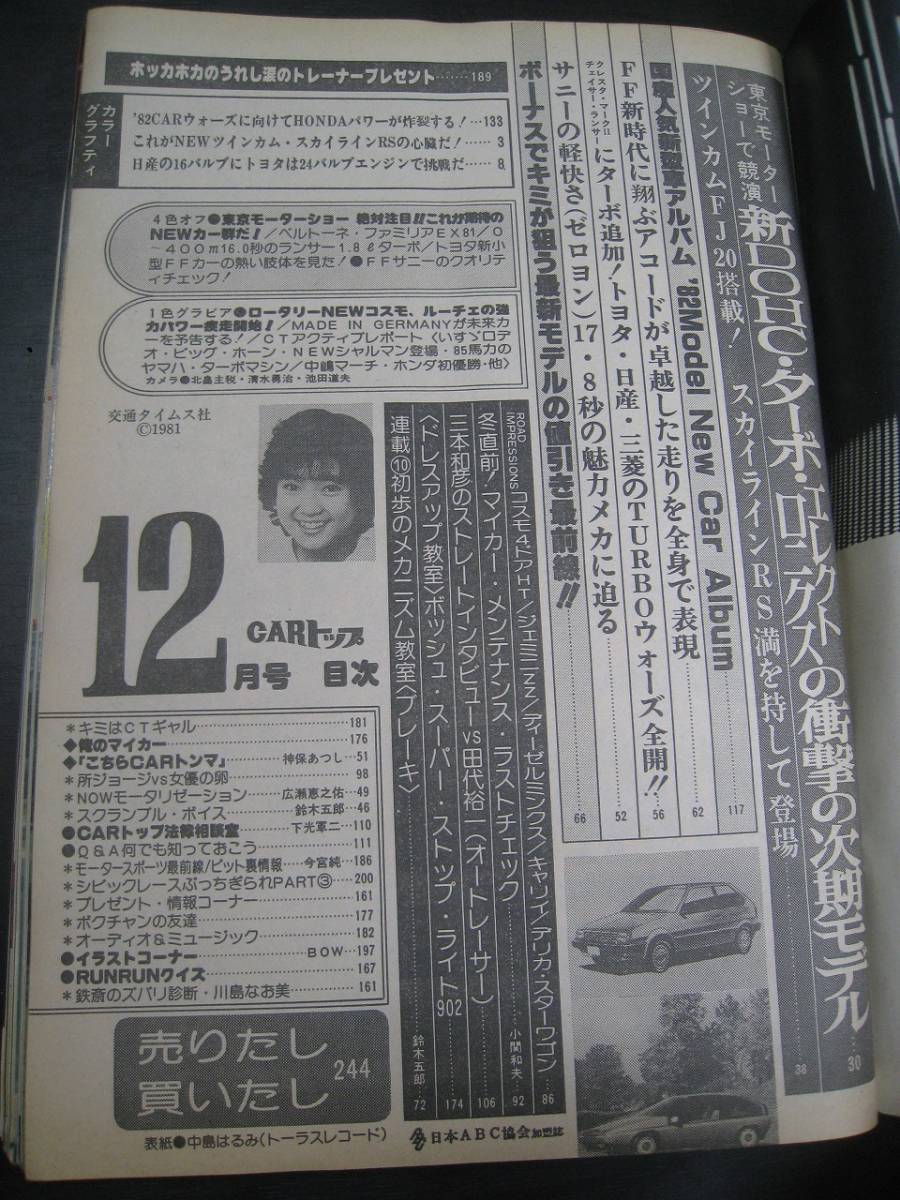 東京モーター
ショーで競演
新DOHC・ターボ・エレクトロニクスの衝撃の次期モデル…30
ツインカムFJ20搭載! スカイラインRS満を持して登場……38
国産人気新型車アルバム '82Model New Car Album……117
FF新時代に翔ぶアコードが卓越した走りを全身で表現……62
クレスタ・マークII
チェイサー・ランサー
にターボ追加!トヨタ・日産・三菱のTURBOウォーズ全開!!……56
サニーの軽快さ(ゼロヨン)17・8秒の魅力メカに迫る……52
ボーナスでキミが狙う最新モデルの値引き最前線!!……66
ROAD
IMPRESSIONS
コスモ4ドアHT/ジェミニZZ/ディーゼルミンクス/キャリイ/アリカ・スターワゴン……86
冬直前!マイカー・メンテナンス・ラストチェック……小関和夫…92
三本和彦のストレートインタビューvs田代裕一(オートレーサー)……106
〈ドレスアップ教室〉ボッシュ・スーパー・ストップ・ライト902……174
連載⑩初歩のメカニズム教室〈ブレーキ〉……鈴木五郎…72
ホッカホカのうれし涙のトレーナープレゼント……189
カラー
グラフティ
'82CARウォーズに向けてHONDAパワーが炸裂する!…133
これがNEWツインカム・スカイラインRSの心臓だ!……3
日産の16バルブにトヨタは24バルブエンジンで挑戦だ……8
4色オフ●東京モーターショー 絶対注目!!これが期待の
NEWカー群だ!/ベルトーネ・ファミリアEX81/0
〜400m16.0秒のランサー1.8ℓターボ/トヨタ新小
型FFカーの熱い肢体を見た!●FFサニーのクオリテ
ィチェック!
1色グラビア●ロータリーNEWコスモ、ルーチェの強
力パワー疾走開始!/MADE IN GERMANYが未来カ
ーを予告する!/CTアクティブレポート(いすゞロデ
オ・ビッグ・ホーン・NEWシャルマン登場・85馬力の
ヤマハ・ターボマシン/中嶋マーチ・ホンダ初優勝・他)
カメラ●北畠主税・清水勇治・池田道夫
交通タイムス社
©1981
12
月号
CARトップ
目次
*キミはCTギャル……181
◆俺のマイカー……176
◆「こちらCARトンマ」……神保あつし…51
*所ジョージvs女優の卵……98
*NOWモータリゼーション……広瀬恵之佑…49
*スクランブル・ボイス……鈴木五郎…46
●CARトップ法律相談室……下光軍二…110
●Q&A何でも知っておこう……111
*モータースポーツ最前線/ピット裏情報……今宮純…186
*シビックレースぶっちぎられPART③……200
*プレゼント・情報コーナー……161
*ボクチャンの友達……177
*オーディオ&ミュージック……182
●イラストコーナー……BOW…197
●RUNRUNクイズ……167
*鉄斎のズバリ診断・川島なお美……161
売りたし
買いたし
244
表紙●中島はるみ(トーラスレコード)
日本ABC協会加盟誌